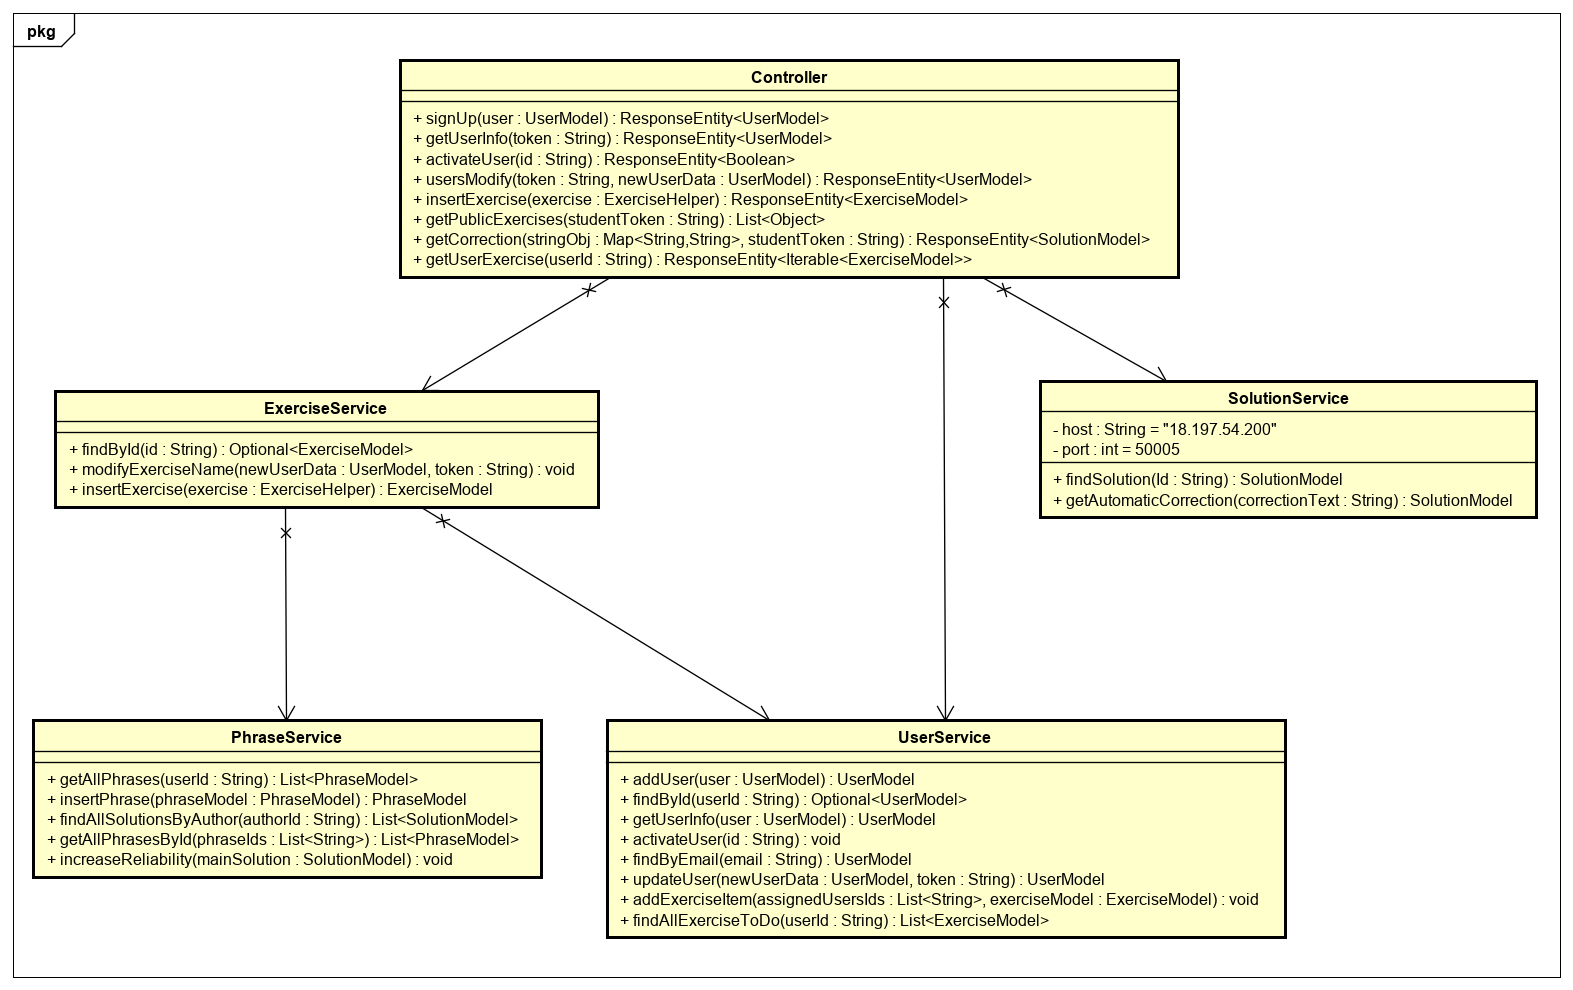 pkg
Controller
+ signUp(user : UserModel) : ResponseEntity<UserModel>
+ getUserInfo(token : String) : ResponseEntity<UserModel>
+ activateUser(id : String) : ResponseEntity<Boolean>
+ usersModify(token : String, newUserData : UserModel) : ResponseEntity<UserModel>
+ insertExercise(exercise : ExerciseHelper) : ResponseEntity<ExerciseModel>
+ getPublicExercises(studentToken : String) : List<Object>
+ getCorrection(stringObj : Map<String,String>, studentToken : String) : ResponseEntity<SolutionModel>
+ getUserExercise(userId : String) : ResponseEntity<Iterable<ExerciseModel>>
ExerciseService
+ findById(id : String) : Optional<ExerciseModel>
+ modifyExerciseName(newUserData : UserModel, token : String) : void
+ insertExercise(exercise : ExerciseHelper) : ExerciseModel
SolutionService
- host : String = "18.197.54.200"
- port : int = 50005
+ findSolution(Id : String) : SolutionModel
+ getAutomaticCorrection(correctionText : String) : SolutionModel
PhraseService
+ getAllPhrases(userId : String) : List<PhraseModel>
+ insertPhrase(phraseModel : PhraseModel) : PhraseModel
+ findAllSolutionsByAuthor(authorId : String) : List<SolutionModel>
+ getAllPhrasesById(phraseIds : List<String>) : List<PhraseModel>
+ increaseReliability(mainSolution : SolutionModel) : void
UserService
+ addUser(user : UserModel) : UserModel
+ findById(userId : String) : Optional<UserModel>
+ getUserInfo(user : UserModel) : UserModel
+ activateUser(id : String) : void
+ findByEmail(email : String) : UserModel
+ updateUser(newUserData : UserModel, token : String) : UserModel
+ addExerciseItem(assignedUsersIds : List<String>, exerciseModel : ExerciseModel) : void
+ findAllExerciseToDo(userId : String) : List<ExerciseModel>